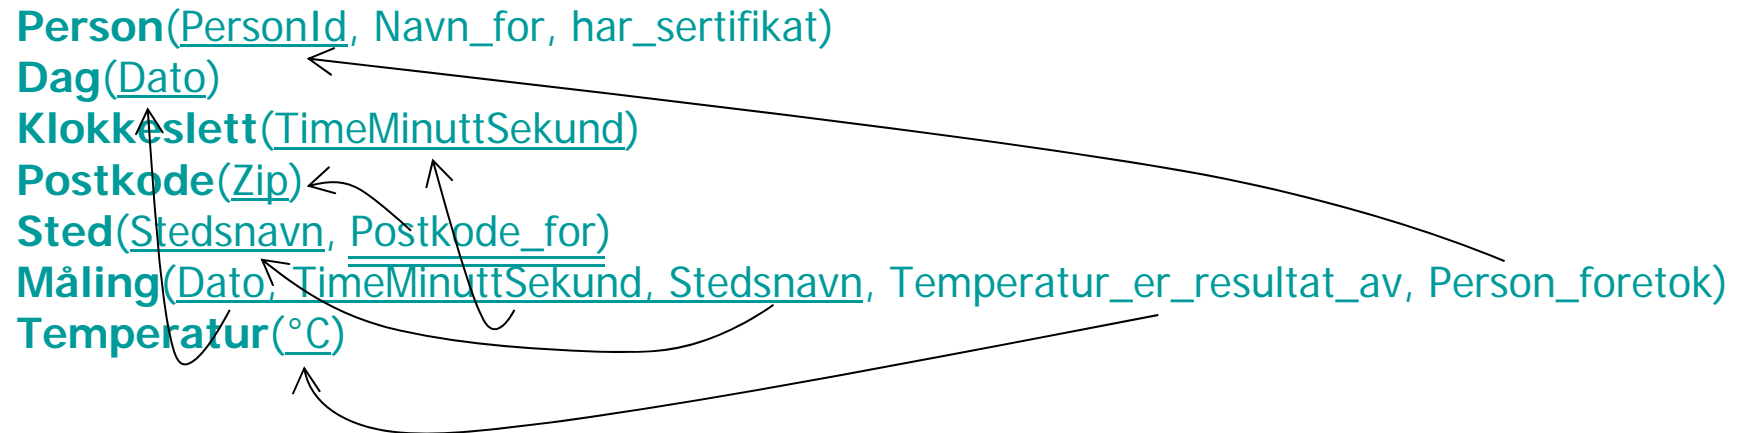 Person(PersonId, Navn_for, har_sertifikat)
Dag(Dato)
Klokkeslett(TimeMinuttSekund)
Postkode(Zip)
Sted(Stedsnavn, Postkode_for)
Måling(Dato, TimeMinuttSekund, Stedsnavn, Temperatur_er_resultat_av, Person_foretok)
Temperatur(°C)